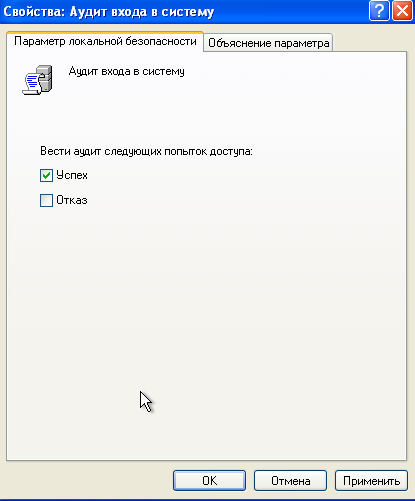 Свойства: Аудит входа в систему
Параметр локальной безопасности
Объяснение параметра
Аудит входа в систему
Вести аудит следующих попыток доступа:
Успех
Отказ
OK
Отмена
Применить